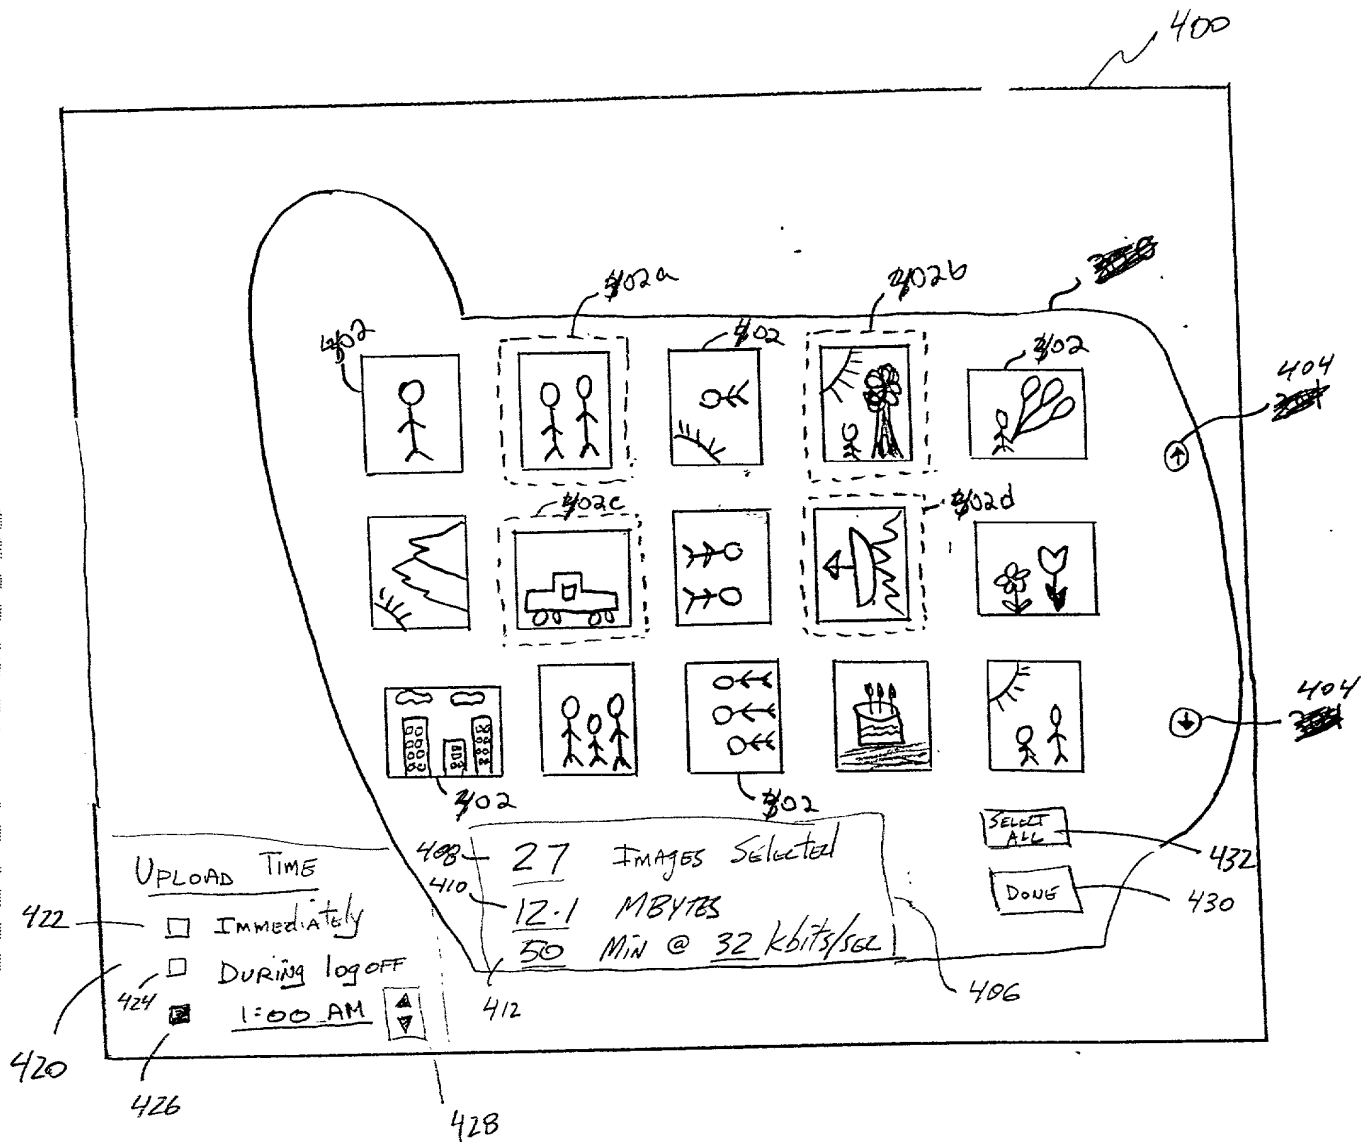 400
402a
402b
402
402
402
404
404
402c
402d
402
402
SELECT
ALL
432
DONE
430
408
27 IMAGES SELECTED
410
12.1 MBYTES
50 MIN @ 32 kbits/SEC
412
406
UPLOAD TIME
422
IMMEDIATELY
424
DURING logoff
1:00 AM
420
426
428